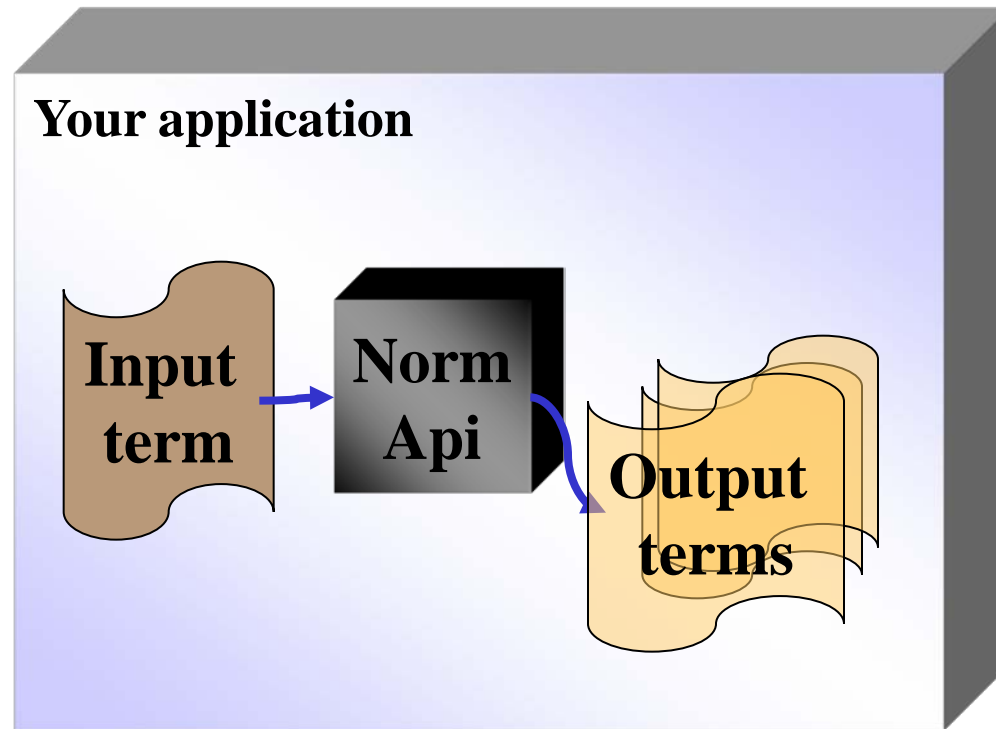 Your application
Input
term
Norm
Api
Output
terms